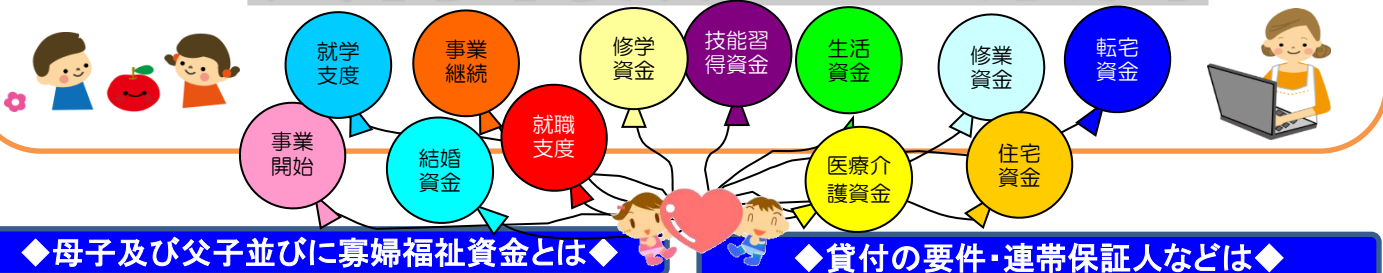 就学
支度
事業
継続
修学
資金
技能習
得資金
生活
資金
修業
資金
転宅
資金
事業
開始
結婚
資金
就職
支度
医療介
護資金
住宅
資金
◆母子及び父子並びに寡婦福祉資金とは◆
◆貸付の要件・連帯保証人などは◆